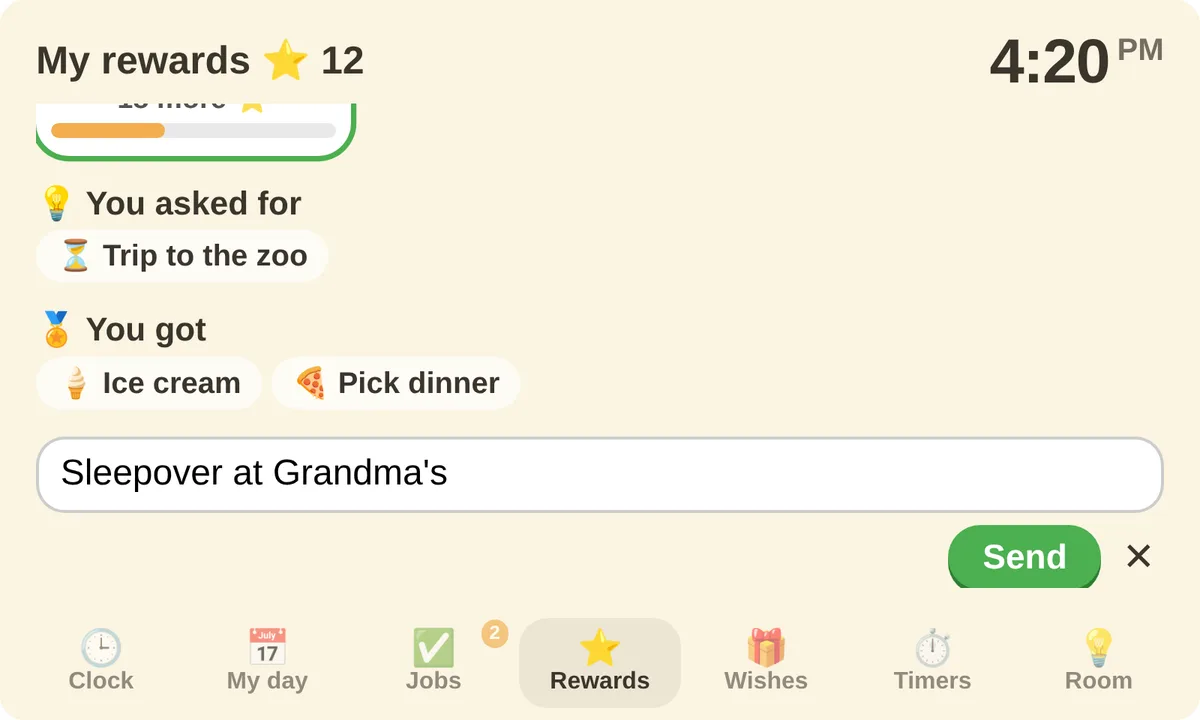 My rewards ⭐ 12
4:20 PM
more ⭐
💡 You asked for
⏳ Trip to the zoo
🏅 You got
🍦 Ice cream
🍕 Pick dinner
Sleepover at Grandma's
Send ✕
2
July
17
Clock My day Jobs Rewards Wishes Timers Room